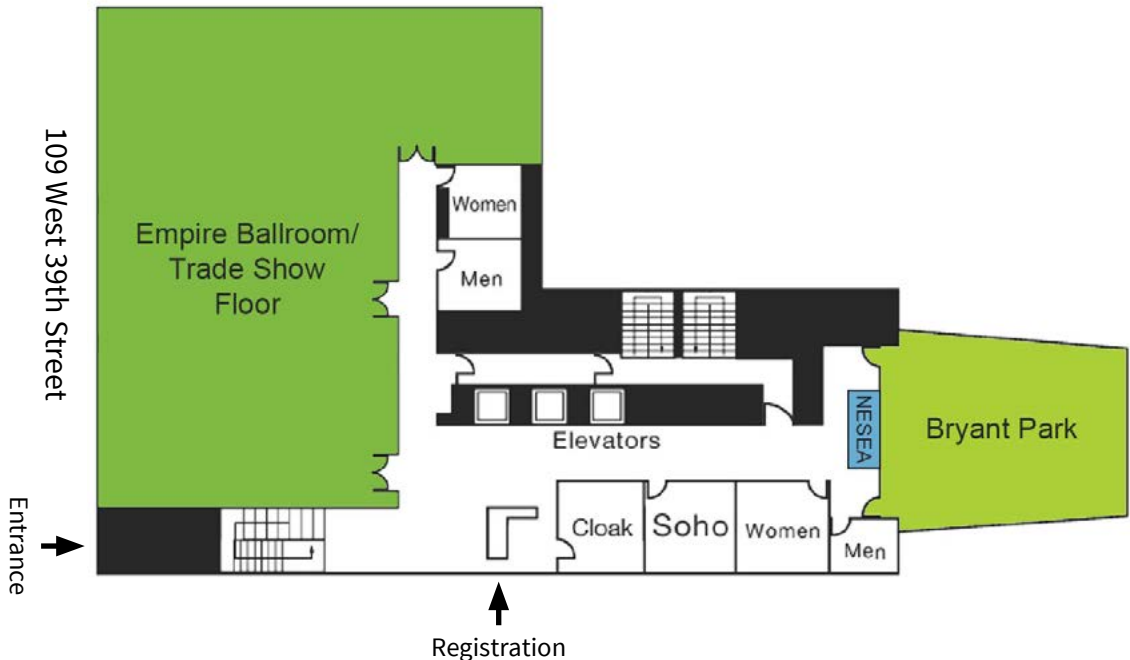 109 West 39th Street
Entrance
Empire Ballroom/
Trade Show
Floor
Women
Men
Elevators
NESEA
Bryant Park
Cloak
Soho
Women
Men
Registration